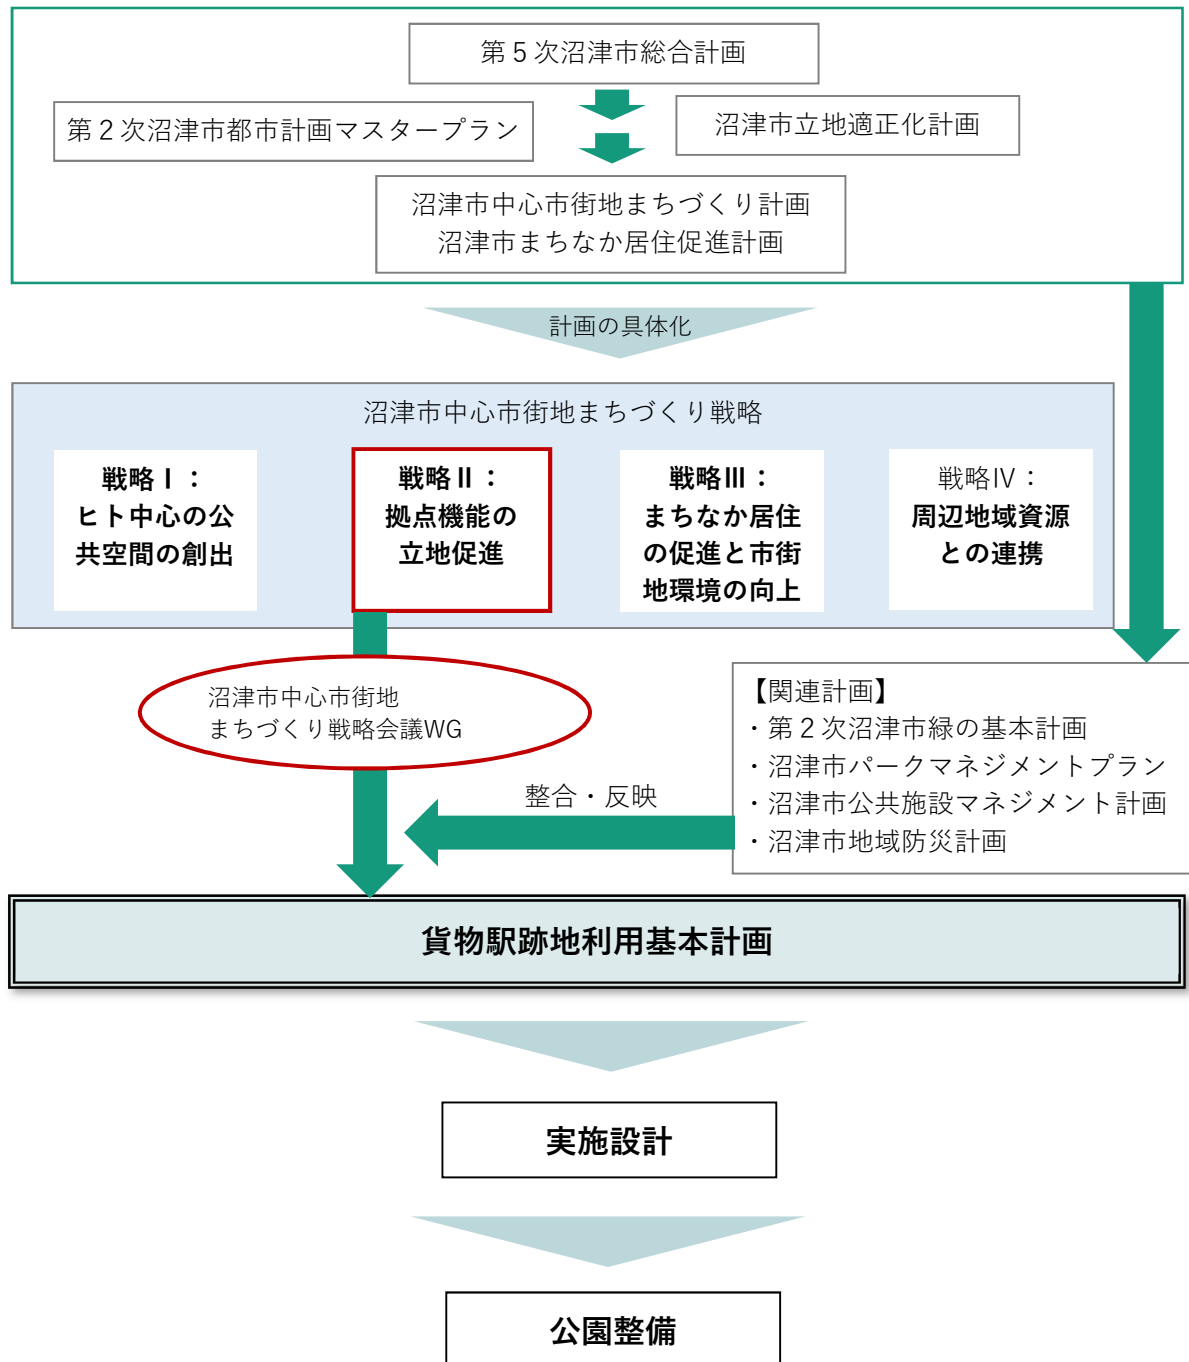 第５次沼津市総合計画
第２次沼津市都市計画マスタープラン
沼津市立地適正化計画
沼津市中心市街地まちづくり計画
沼津市まちなか居住促進計画
計画の具体化
沼津市中心市街地まちづくり戦略
戦略Ⅰ：
ヒト中心の公
共空間の創出
戦略Ⅱ：
拠点機能の
立地促進
戦略Ⅲ：
まちなか居住
の促進と市街
地環境の向上
戦略Ⅳ：
周辺地域資源
との連携
沼津市中心市街地
まちづくり戦略会議WG
【関連計画】
・第２次沼津市緑の基本計画
・沼津市パークマネジメントプラン
・沼津市公共施設マネジメント計画
・沼津市地域防災計画
整合・反映
貨物駅跡地利用基本計画
実施設計
公園整備